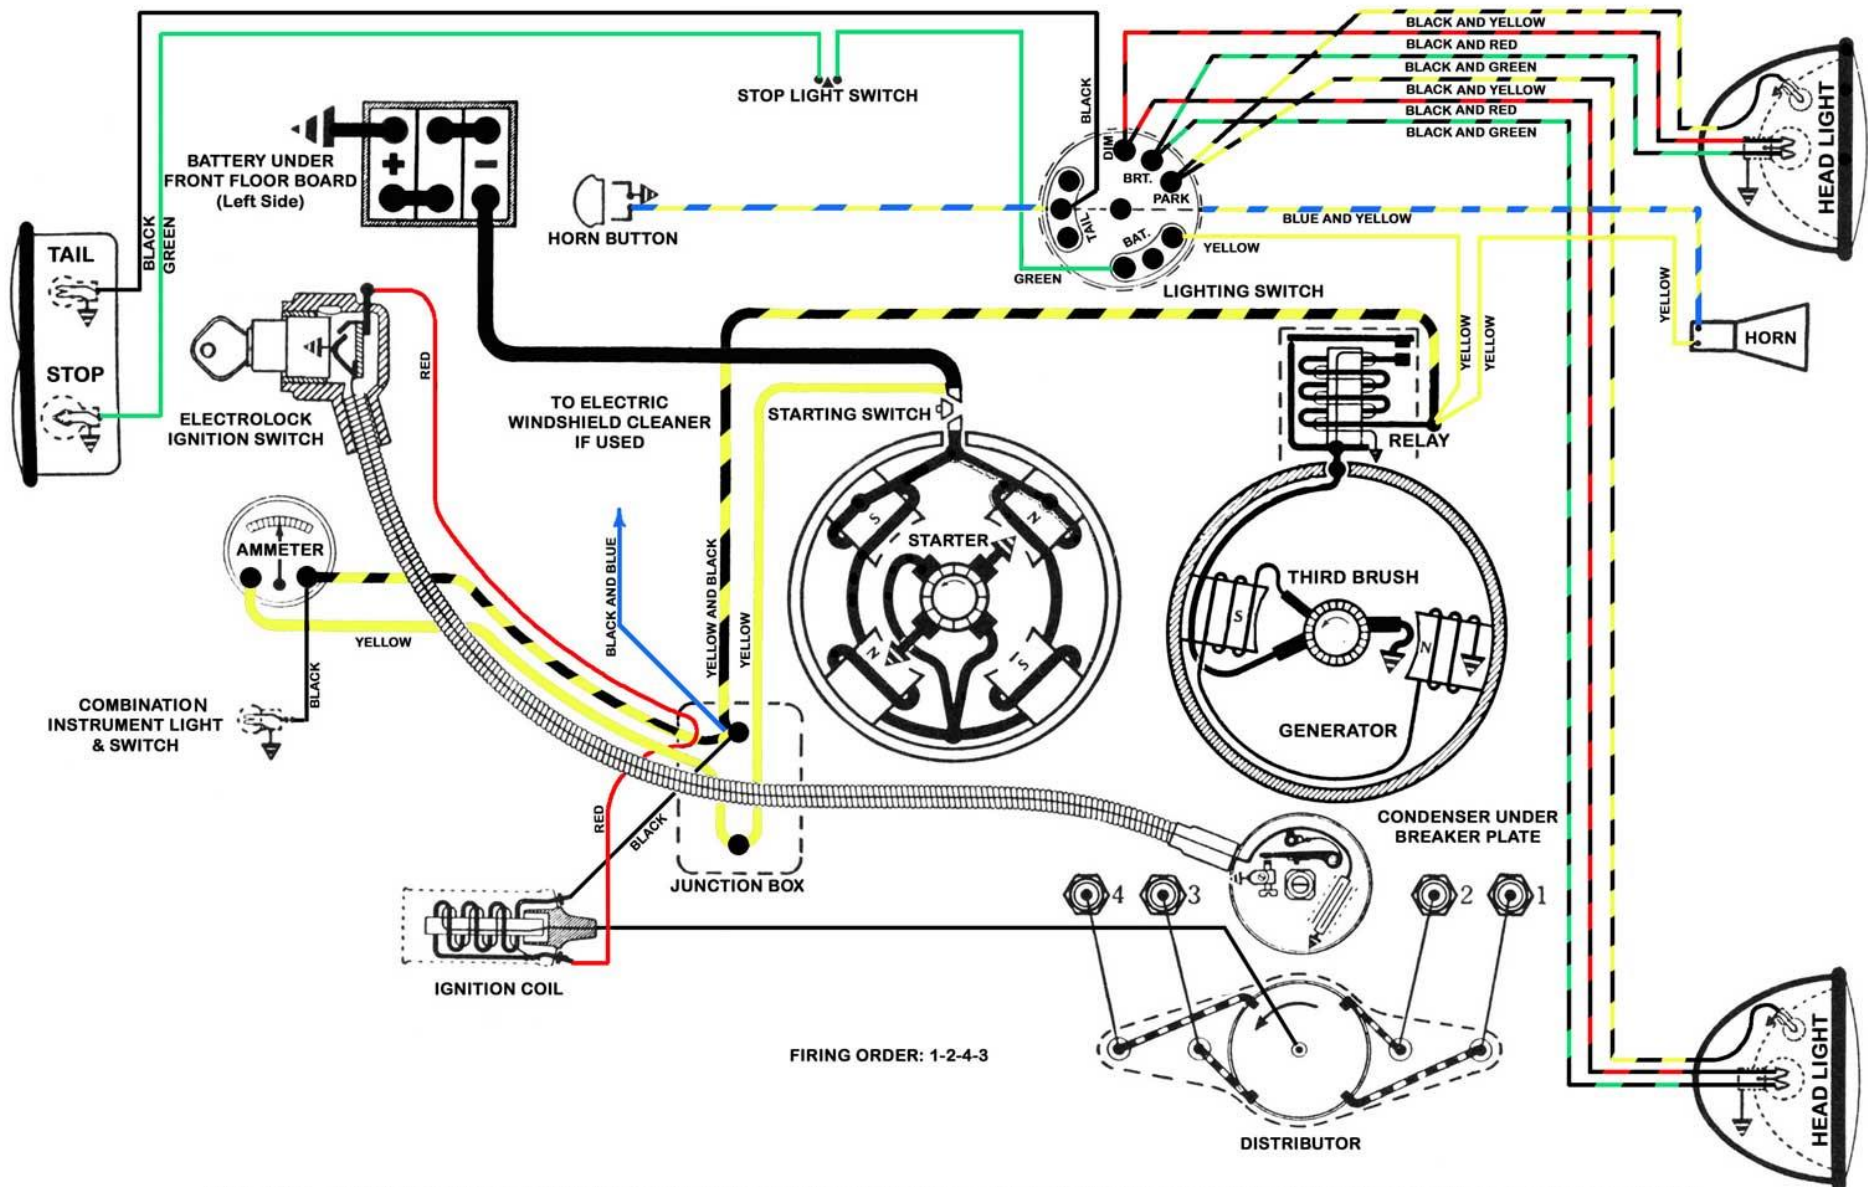 BLACK AND YELLOW
BLACK AND RED
BLACK AND GREEN
BLACK AND YELLOW
BLACK AND RED
BLACK AND GREEN
HEAD LIGHT
STOP LIGHT SWITCH
BLACK
DIM
BRT.
PARK
TAIL
BAT.
BATTERY UNDER
FRONT FLOOR BOARD
(Left Side)
+
−
HORN BUTTON
BLUE AND YELLOW
YELLOW
GREEN
LIGHTING SWITCH
BLACK
GREEN
TAIL
STOP
ELECTROLOCK
IGNITION SWITCH
RED
TO ELECTRIC
WINDSHIELD CLEANER
IF USED
STARTING SWITCH
YELLOW
YELLOW
YELLOW
HORN
RELAY
AMMETER
YELLOW
BLACK
BLACK AND BLUE
YELLOW AND BLACK
YELLOW
STARTER
S
N
N
S
THIRD BRUSH
S
N
GENERATOR
COMBINATION
INSTRUMENT LIGHT
& SWITCH
RED
BLACK
JUNCTION BOX
CONDENSER UNDER
BREAKER PLATE
4
3
2
1
IGNITION COIL
FIRING ORDER: 1-2-4-3
DISTRIBUTOR
HEAD LIGHT